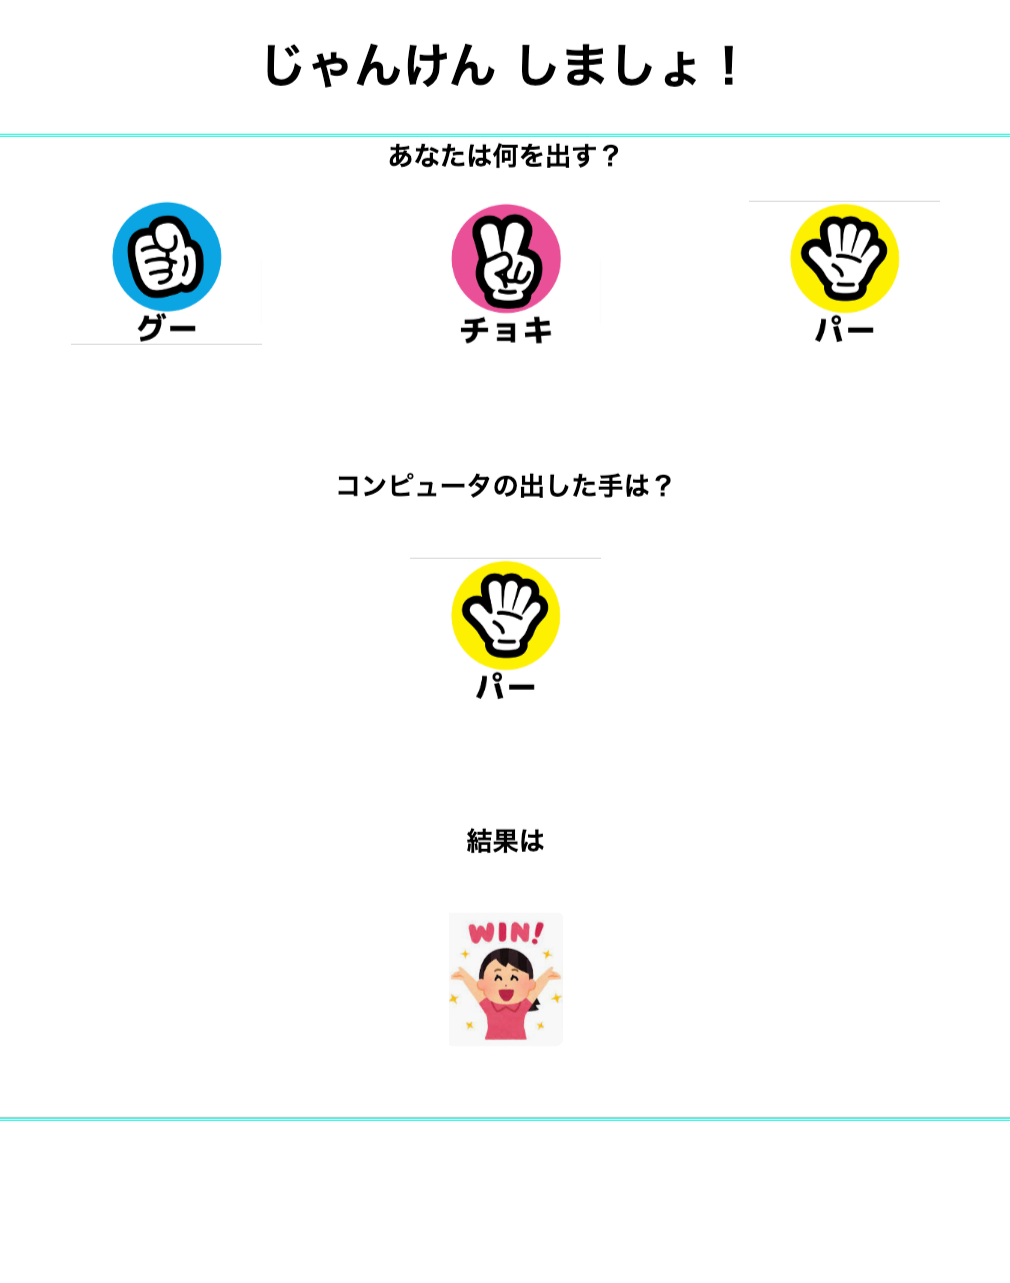 じゃんけん しましょ！
あなたは何を出す？
グー
チョキ
パー
コンピュータの出した手は？
パー
結果は
WIN!